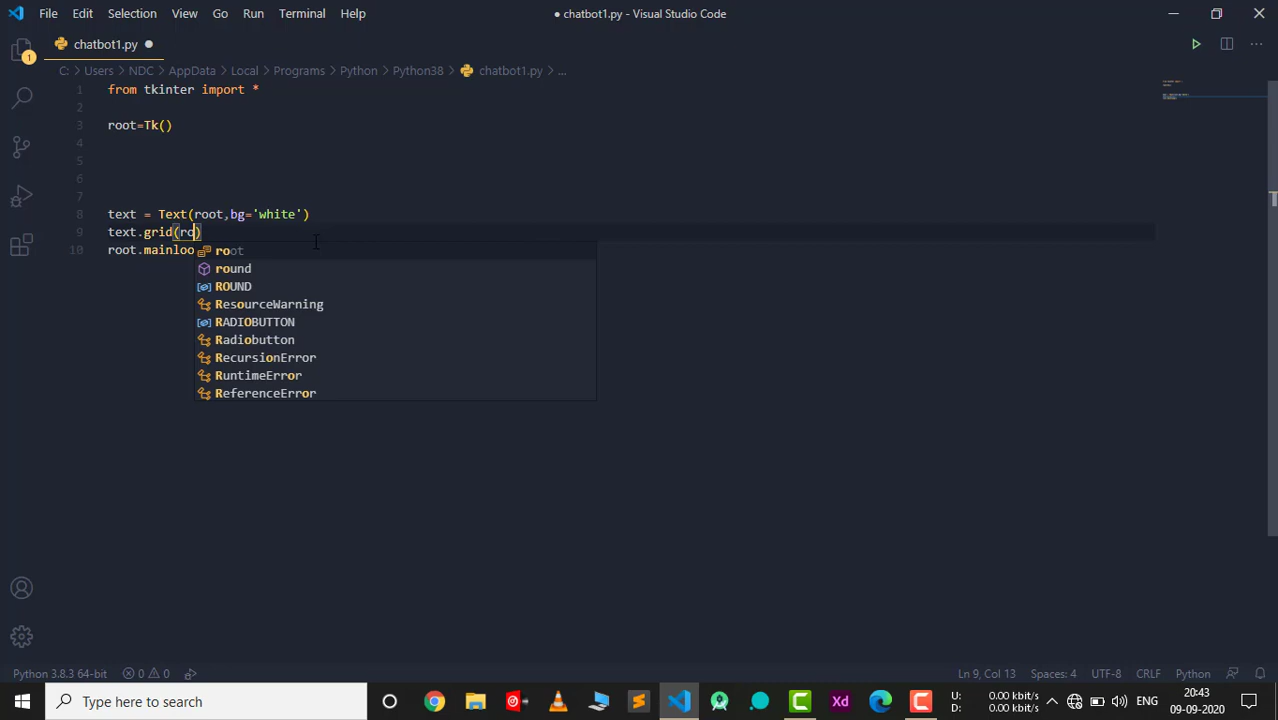 File Edit Selection View Go Run Terminal Help
● chatbot1.py - Visual Studio Code
1
chatbot1.py
C: > Users > NDC > AppData > Local > Programs > Python > Python38 > chatbot1.py > ...
1 from tkinter import *
2
3 root=Tk()
4
5
6
7
8 text = Text(root,bg='white')
9 text.grid(ro)
10 root.mainloo
root
round
ROUND
ResourceWarning
RADIOBUTTON
Radiobutton
RecursionError
RuntimeError
ReferenceError
Python 3.8.3 64-bit 0 0 Ln 9, Col 13 Spaces: 4 UTF-8 CRLF Python
Type here to search
Xd
U: 0.00 kbit/s
D: 0.00 kbit/s
ENG
20:43
09-09-2020